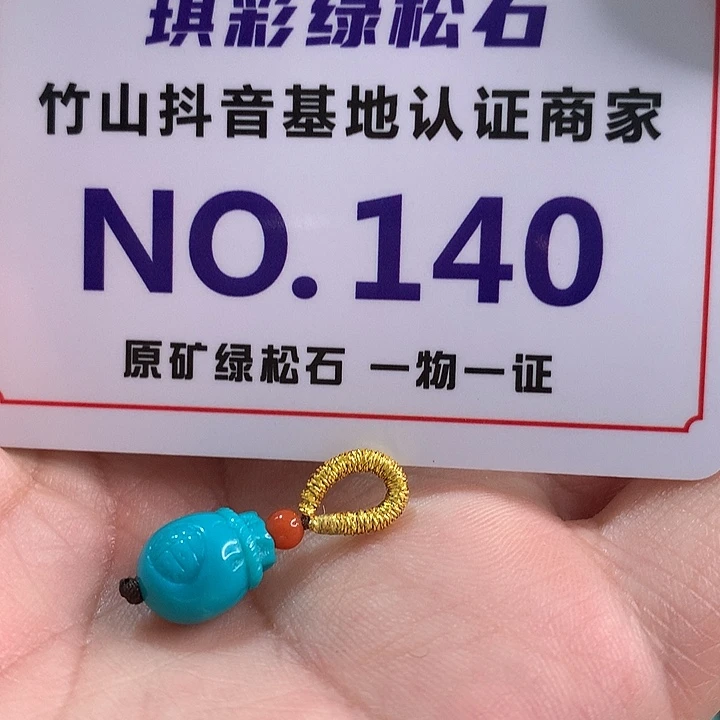 琪彩绿松石
竹山抖音基地认证商家
NO.140
原矿绿松石 一物一证